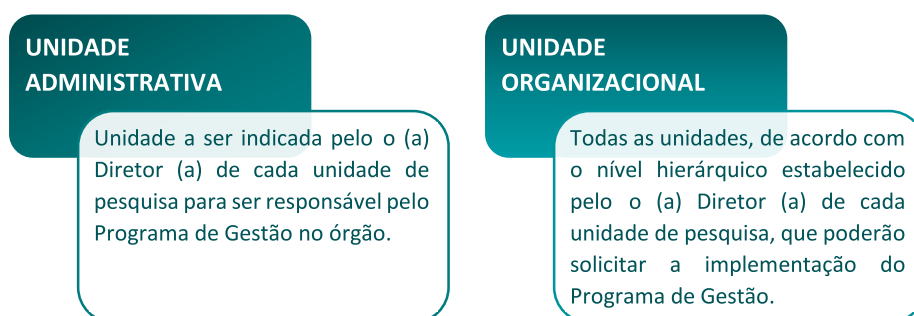 UNIDADE
ADMINISTRATIVA
Unidade a ser indicada pelo o (a)
Diretor (a) de cada unidade de
pesquisa para ser responsável pelo
Programa de Gestão no órgão.
UNIDADE
ORGANIZACIONAL
Todas as unidades, de acordo com
o nível hierárquico estabelecido
pelo o (a) Diretor (a) de cada
unidade de pesquisa, que poderão
solicitar a implementação do
Programa de Gestão.